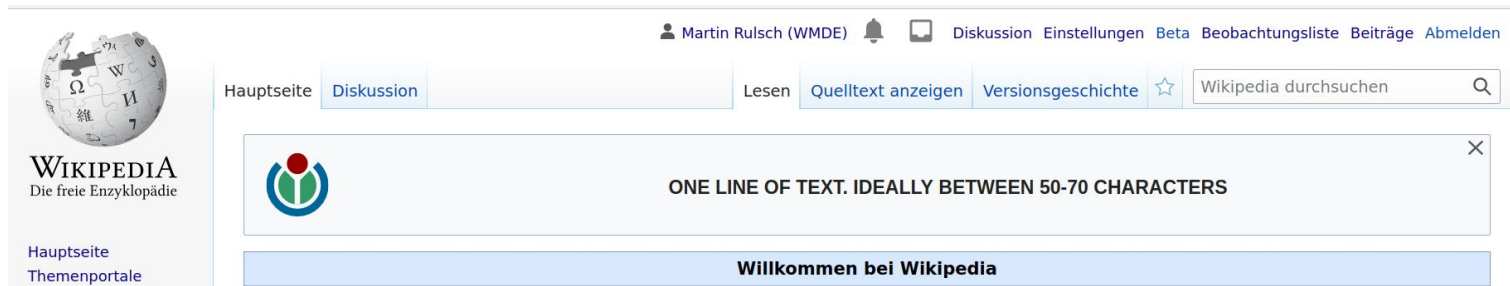 Martin Rulsch (WMDE) Diskussion Einstellungen Beta Beobachtungsliste Beiträge Abmelden
Hauptseite Diskussion Lesen Quelltext anzeigen Versionsgeschichte Wikipedia durchsuchen
WIKIPEDIA
Die freie Enzyklopädie
ONE LINE OF TEXT. IDEALLY BETWEEN 50-70 CHARACTERS
Hauptseite
Themenportale
Willkommen bei Wikipedia